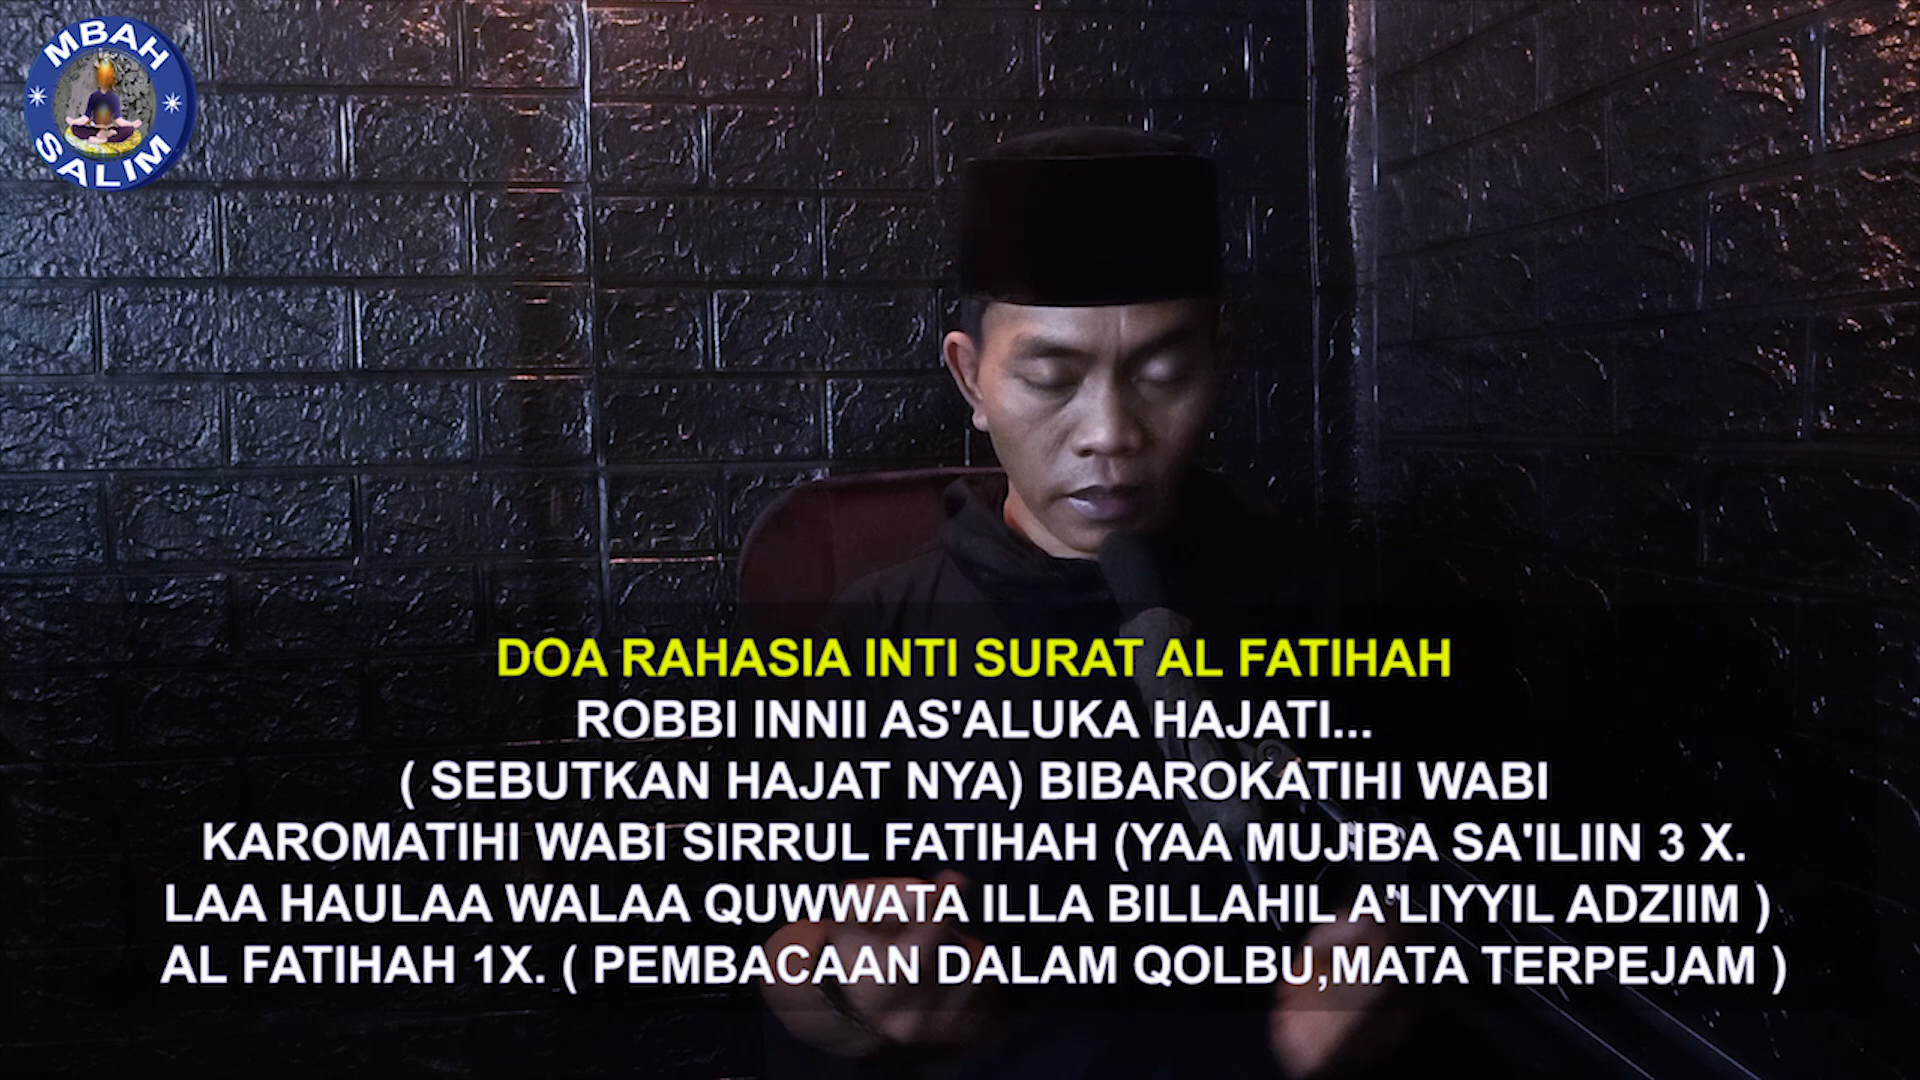 MBAH
SALIM
DOA RAHASIA INTI SURAT AL FATIHAH
ROBBI INNII AS'ALUKA HAJATI...
( SEBUTKAN HAJAT NYA) BIBAROKATIHI WABI
KAROMATIHI WABI SIRRUL FATIHAH (YAA MUJIBA SA'ILIIN 3 X.
LAA HAULAA WALAA QUWWATA ILLA BILLAHIL A'LIYYIL ADZIIM )
AL FATIHAH 1X. ( PEMBACAAN DALAM QOLBU,MATA TERPEJAM )